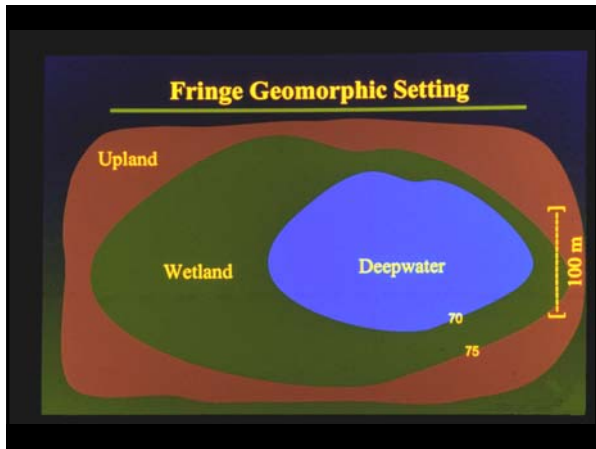 Fringe Geomorphic Setting
Upland
Wetland
Deepwater
100 m
70
75